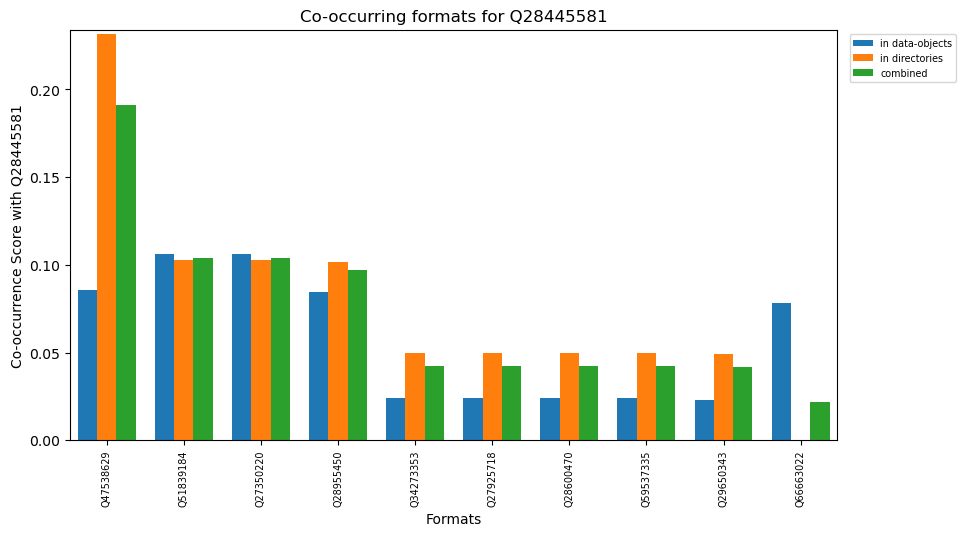 Co-occurring formats for Q28445581
in data-objects
in directories
combined
Co-occurrence Score with Q28445581
0.20
0.15
0.10
0.05
0.00
Q47538629
Q51839184
Q27350220
Q28955450
Q34273353
Q27925718
Q28600470
Q59537335
Q29650343
Q66663022
Formats